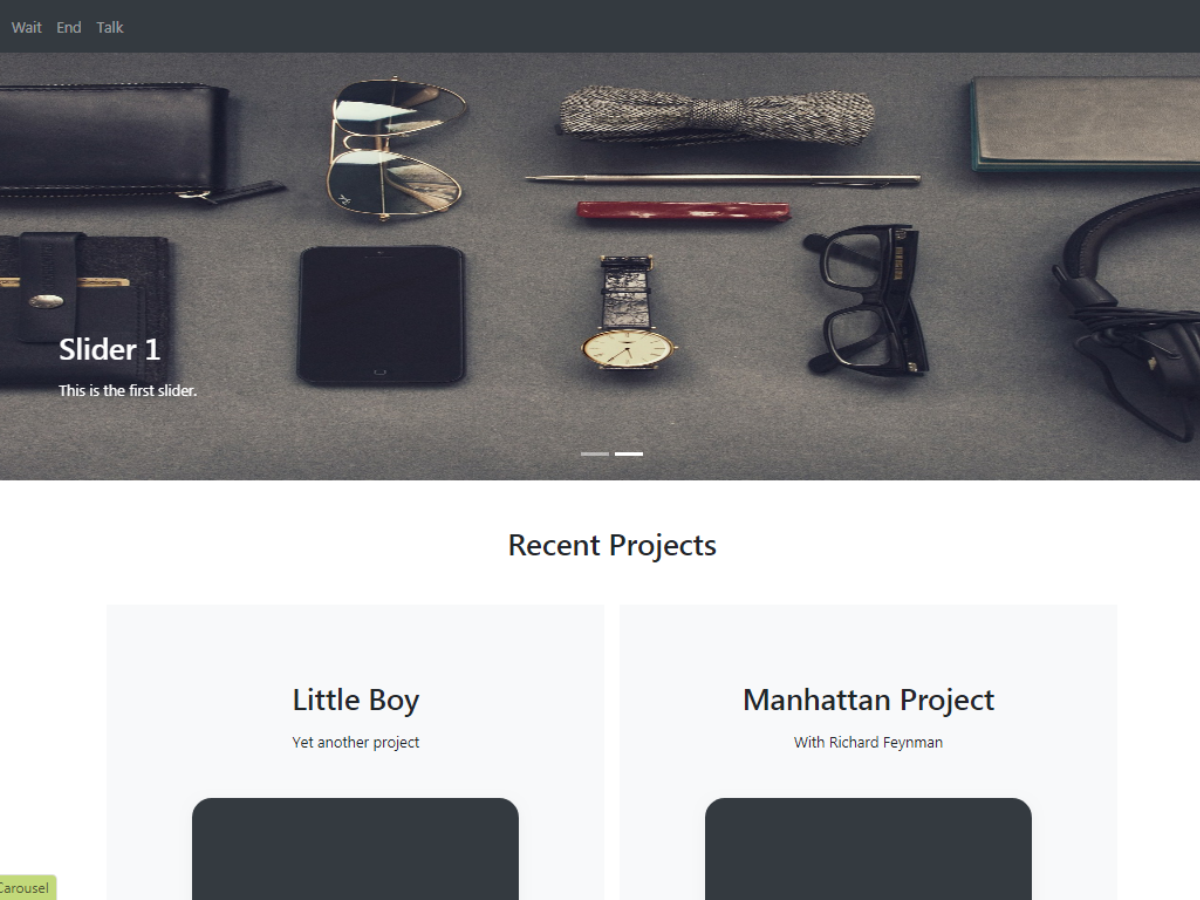 Wait End Talk
Slider 1
This is the first slider.
Recent Projects
Little Boy
Manhattan Project
Yet another project
With Richard Feynman
Carousel